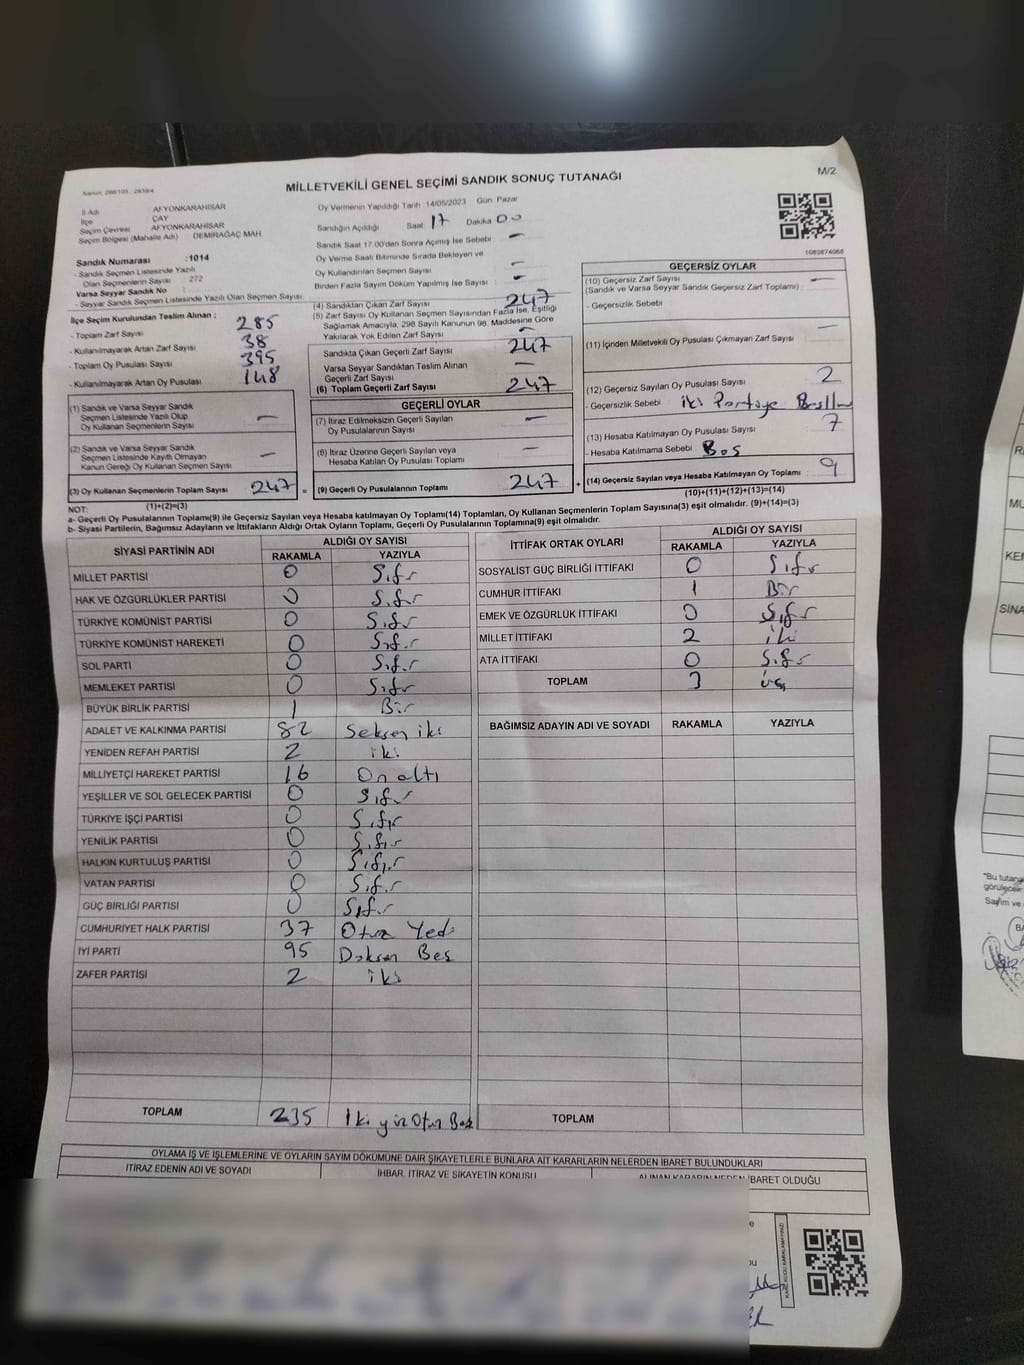 Kanun: 298/105 , 2839/4
M/2
MİLLETVEKİLİ GENEL SEÇİMİ SANDIK SONUÇ TUTANAĞI
İl Adı AFYONKARAHİSAR
İlçe ÇAY
Seçim Çevresi AFYONKARAHİSAR
Seçim Bölgesi (Mahalle Adı) DEMİRAĞAÇ MAH.
Sandık Numarası :1014
- Sandık Seçim Listesinde Yazılı
Olan Seçmenlerin Sayısı 272
Varsa Seyyar Sandık No :
- Seyyar Sandık Seçmen Listesinde Yazılı Olan Seçmen Sayısı:
İlçe Seçim Kurulundan Teslim Alınan :
- Toplam Zarf Sayısı 285
- Kullanılmayarak Artan Zarf Sayısı 38
- Toplam Oy Pusulası Sayısı 395
- Kullanılmayarak Artan Oy Pusulası 148
(1) Sandık ve Varsa Seyyar Sandık
Seçmen Listesinde Yazılı Olup
Oy Kullanan Seçmen Sayısı –
(2) Sandık ve Varsa Seyyar Sandık
Seçmen Listesinde Kayıtlı Olmayan
Kanun Gereği Oy Kullanan Seçmen Sayısı –
(3) Oy Kullanan Seçmenlerin Toplam Sayısı 247 =
(1)+(2)=(3)
Oy Vermenin Yapıldığı Tarih :14/05/2023 Gün Pazar
Sandığın Açıldığı Saat 17 Dakika 00
Sandık Saat 17:00'den Sonra Açımış İse Sebebi –
Oy Verme Saati Bitiminde Sırada Bekleyen ve
Oy Kullandırılan Seçmen Sayısı –
Birden Fazla Sayım Döküm Yapılmış İse Sayısı : –
(4) Sandıktan Çıkan Zarf Sayısı 247
(5) Zarf Sayısı Oy Kullanan Seçmen Sayısından Fazla İse, Eşitliği
Sağlamak Amacıyla, 298 Sayılı Kanunun 98. Maddesine Göre
Yakılarak Yok Edilen Zarf Sayısı –
Sandıkta Çıkan Geçerli Zarf Sayısı 247
Varsa Seyyar Sandıktan Teslim Alınan
Geçerli Zarf Sayısı –
(6) Toplam Geçerli Zarf Sayısı 247
GEÇERLİ OYLAR
(7) İtiraz Edilmeksizin Geçerli Sayılan
Oy Pusulalarının Sayısı –
(8) İtiraz Üzerine Geçerli Sayılan veya
Hesaba Katılan Oy Pusulası Toplamı –
(9) Geçerli Oy Pusulalarının Toplamı 247 +
1083874068
GEÇERSİZ OYLAR
(10) Geçersiz Zarf Sayısı –
(Sandık ve Varsa Seyyar Sandık Geçersiz Zarf Toplamı) :
- Geçersizlik Sebebi :
(11) İçinden Milletvekili Oy Pusulası Çıkmayan Zarf Sayısı : –
(12) Geçersiz Sayılan Oy Pusulası Sayısı : 2
- Geçersizlik Sebebi : iki Partiye
(13) Hesaba Katılmayan Oy Pusulası Sayısı : 7
- Hesaba Katılmama Sebebi : Boş
(14) Geçersiz Sayılan veya Hesaba Katılmayan Oy Toplamı : 9
(10)+(11)+(12)+(13)=(14)
NOT:
a- Geçerli Oy Pusulalarının Toplamı(9) ile Geçersiz Sayılan veya Hesaba katılmayan Oy Toplamı(14) Toplamları, Oy Kullanan Seçmenlerin Toplam Sayısına(3) eşit olmalıdır. (9)+(14)=(3)
b- Siyasi Partilerin, Bağımsız Adayların ve İttifakların Aldığı Ortak Oyların Toplamı, Geçerli Oy Pusulalarının Toplamına(9) eşit olmalıdır.
SİYASİ PARTİNİN ADI ALDIĞI OY SAYISI
RAKAMLA YAZIYLA
MİLLET PARTİSİ 0 Sıfır
HAK VE ÖZGÜRLÜKLER PARTİSİ 0 Sıfır
TÜRKİYE KOMÜNİST PARTİSİ 0 Sıfır
TÜRKİYE KOMÜNİST HAREKETİ 0 Sıfır
SOL PARTİ 0 Sıfır
MEMLEKET PARTİSİ 0 Sıfır
BÜYÜK BİRLİK PARTİSİ 1 Bir
ADALET VE KALKINMA PARTİSİ 82 Seksen iki
YENİDEN REFAH PARTİSİ 2 iki
MİLLİYETÇİ HAREKET PARTİSİ 16 On altı
YEŞİLLER VE SOL GELECEK PARTİSİ 0 Sıfır
TÜRKİYE İŞÇİ PARTİSİ 0 Sıfır
YENİLİK PARTİSİ 0 Sıfır
HALKIN KURTULUŞ PARTİSİ 0 Sıfır
VATAN PARTİSİ 0 Sıfır
GÜÇ BİRLİĞİ PARTİSİ 0 Sıfır
CUMHURİYET HALK PARTİSİ 37 Otuz Yedi
İYİ PARTİ 95 Doksan Beş
ZAFER PARTİSİ 2 iki
TOPLAM 235 İki yüz Otuz Beş
İTTİFAK ORTAK OYLARI ALDIĞI OY SAYISI
RAKAMLA YAZIYLA
SOSYALİST GÜÇ BİRLİĞİ İTTİFAKI 0 Sıfır
CUMHUR İTTİFAKI 1 Bir
EMEK VE ÖZGÜRLÜK İTTİFAKI 0 Sıfır
MİLLET İTTİFAKI 2 iki
ATA İTTİFAKI 0 Sıfır
TOPLAM 3 üç
BAĞIMSIZ ADAYIN ADI VE SOYADI RAKAMLA YAZIYLA
TOPLAM
OYLAMA İŞ VE İŞLEMLERİNE VE OYLARIN SAYIM DÖKÜMÜNE DAİR ŞİKAYETLERLE BUNLARA AİT KARARLARIN NELERDEN İBARET BULUNDUKLARI
İTİRAZ EDENİN ADI VE SOYADI İHBAR, İTİRAZ VE ŞİKAYETİN KONUSU ALINAN KARARIN NEDEN İBARET OLDUĞU
"Bu tutana
görülecek
Sayım ve